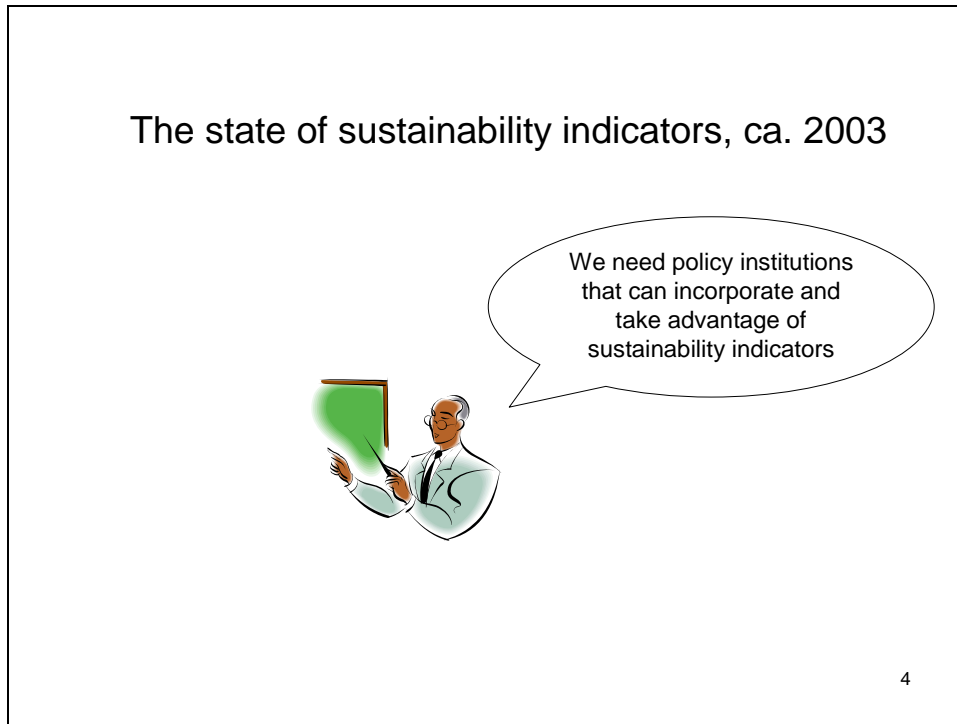 The state of sustainability indicators, ca. 2003
We need policy institutions
that can incorporate and
take advantage of
sustainability indicators
4